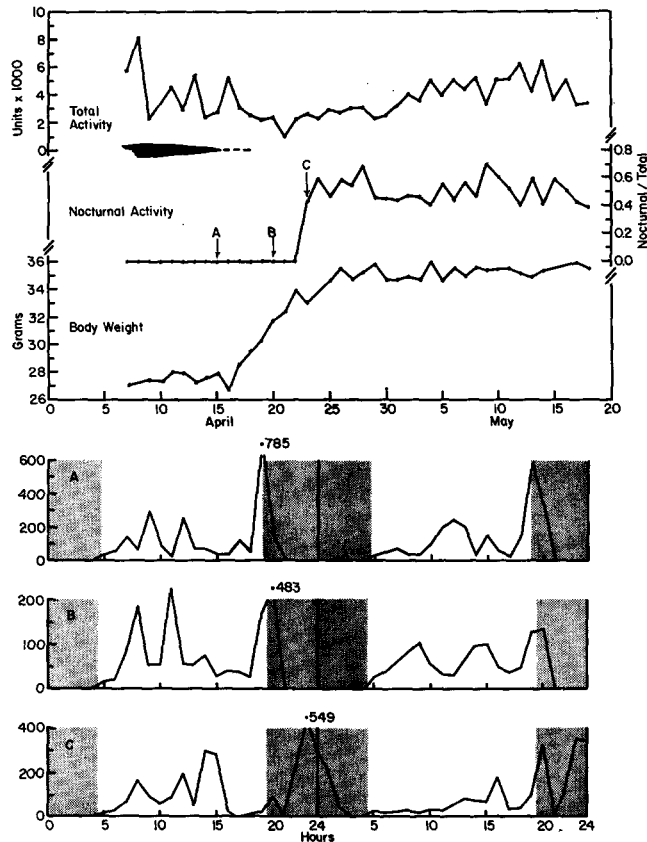 10
8
6
4
2
0
Units x 1000
Total
Activity
0.8
0.6
0.4
0.2
0.0
Nocturnal / Total
Nocturnal Activity
A
B
C
36
34
32
30
28
26
Grams
Body Weight
5 10 15 20 25 30 5 10 15 20
April May
·785
600
400
200
0
A
·483
200
100
0
B
·549
400
200
0
C
0 5 10 15 20 24 5 10 15 20 24
Hours